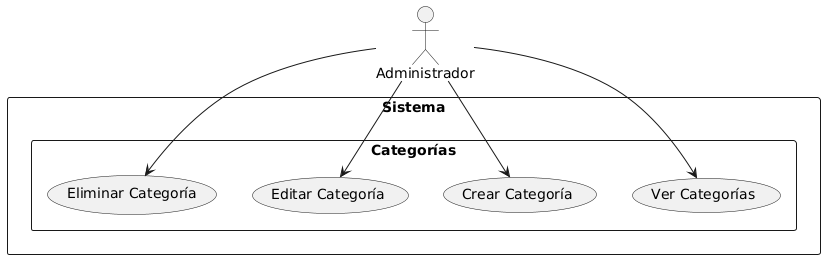 Administrador
Sistema
Categorías
Eliminar Categoría
Editar Categoría
Crear Categoría
Ver Categorías